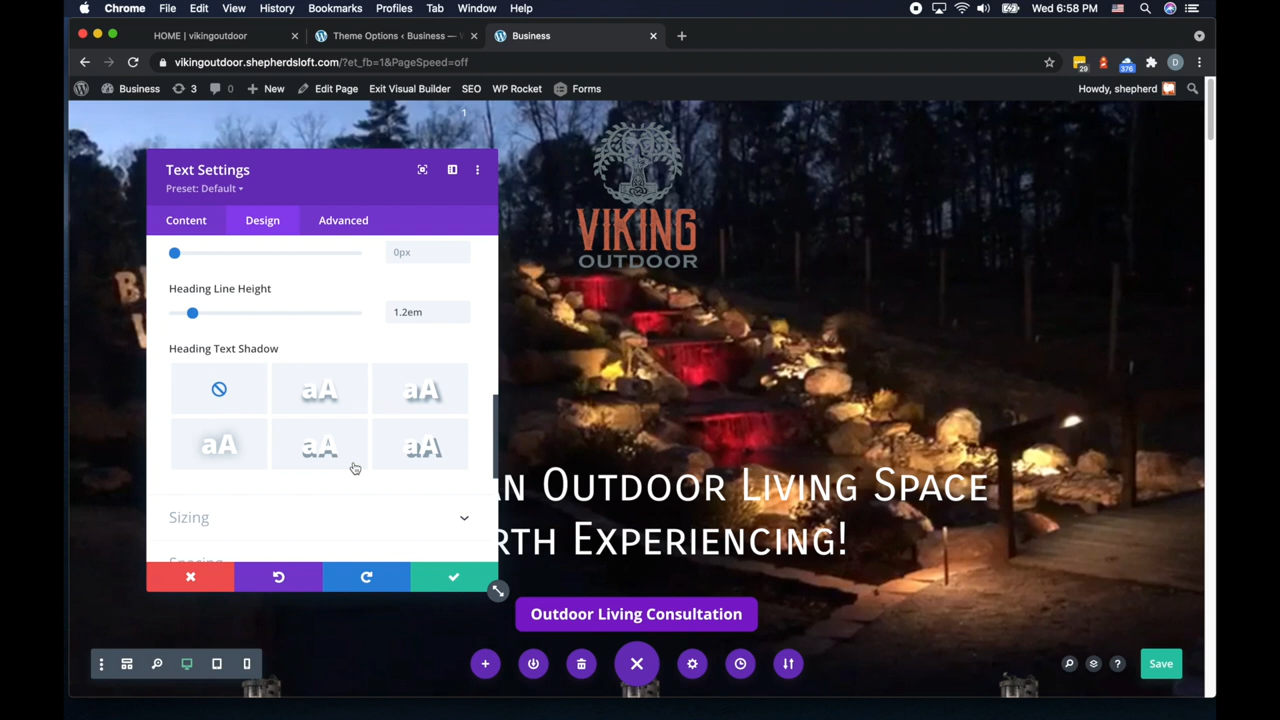 Chrome File Edit View History Bookmarks Profiles Tab Window Help Wed 6:58 PM
HOME | vikingoutdoor Theme Options ‹ Business — Business
vikingoutdoor.shepherdsloft.com/?et_fb=1&PageSpeed=off 29 376 D
Business 3 0 New Edit Page Exit Visual Builder SEO WP Rocket Forms Howdy, shepherd
1
Text Settings
Preset: Default
Content Design Advanced
0px
Heading Line Height
1.2em
Heading Text Shadow
aA aA
aA aA aA
Sizing
Spacing
VIKING
OUTDOOR
AN OUTDOOR LIVING SPACE
RTH EXPERIENCING!
Outdoor Living Consultation
Save